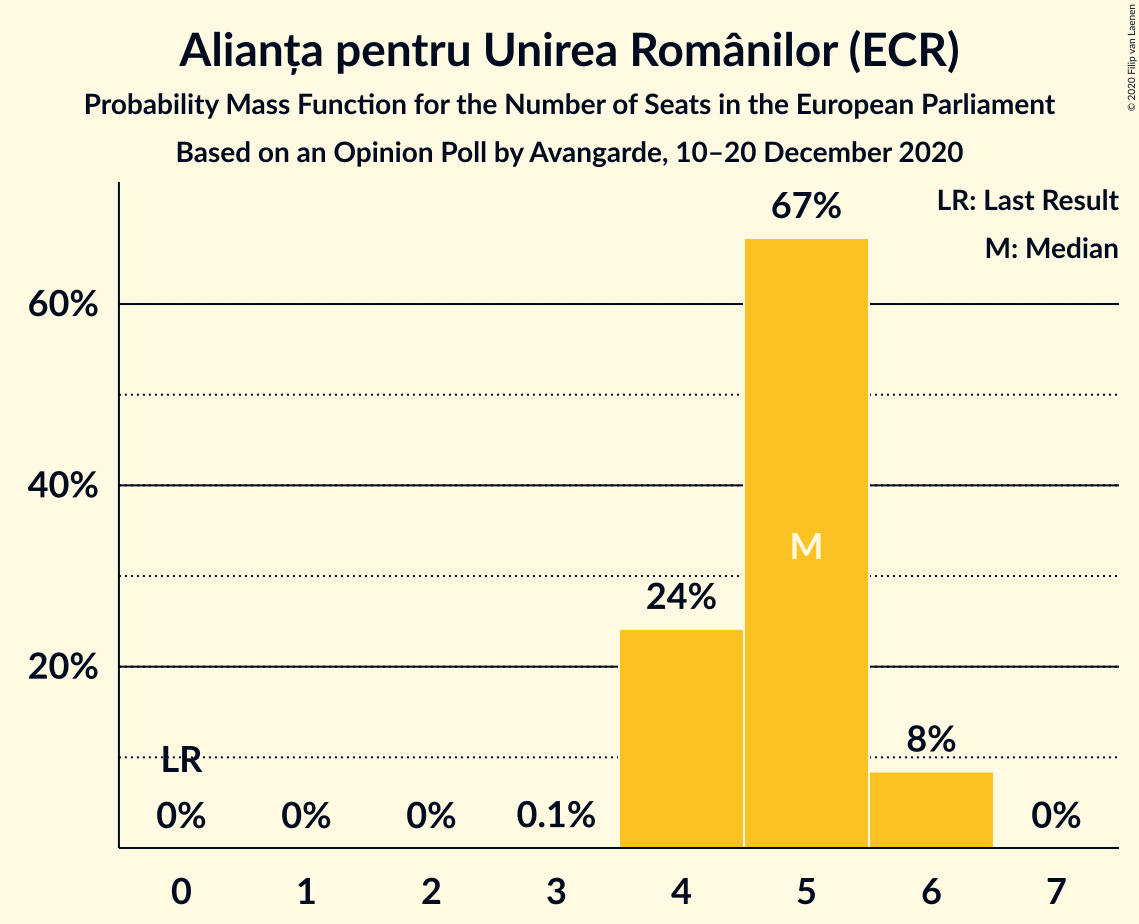 Alianța pentru Unirea Românilor (ECR)
Probability Mass Function for the Number of Seats in the European Parliament
Based on an Opinion Poll by Avangarde, 10–20 December 2020
© 2020 Filip van Laenen
LR: Last Result
M: Median
67%
60%
40%
M
24%
20%
8%
LR
0%
0%
0%
0.1%
0%
0 1 2 3 4 5 6 7